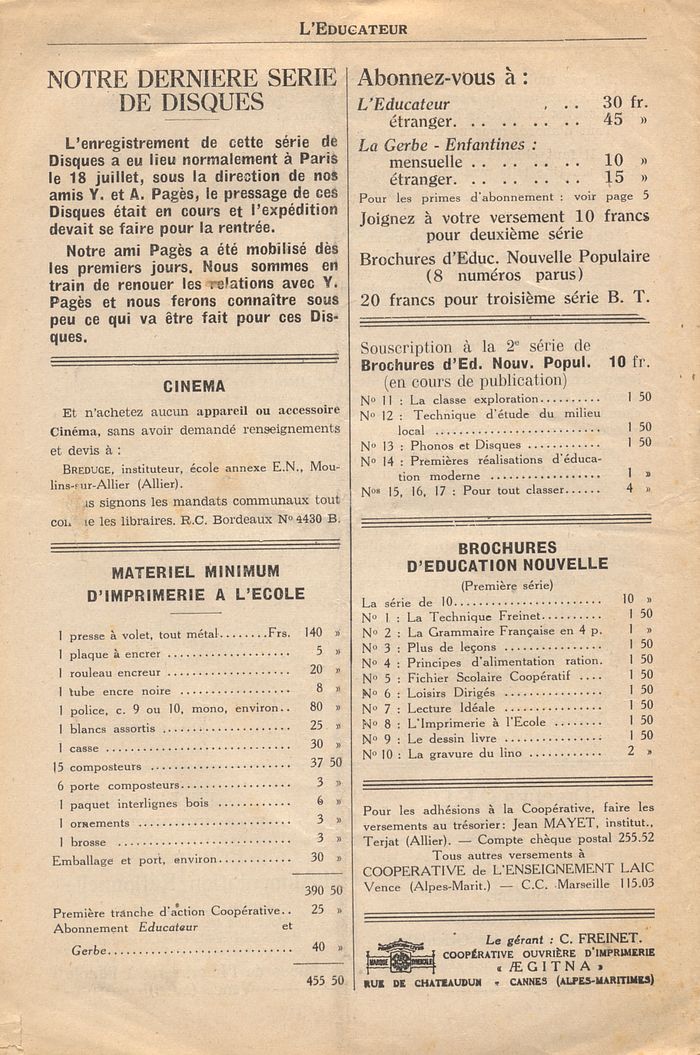 L'EDUCATEUR
NOTRE DERNIERE SERIE
DE DISQUES
L'enregistrement de cette série de
Disques a eu lieu normalement à Paris
le 18 juillet, sous la direction de nos
amis Y. et A. Pagès, le pressage de ces
Disques était en cours et l'expédition
devait se faire pour la rentrée.
Notre ami Pagès a été mobilisé dès
les premiers jours. Nous sommes en
train de renouer les relations avec Y.
Pagès et nous ferons connaître sous
peu ce qui va être fait pour ces Dis-
ques.
CINEMA
Et n'achetez aucun appareil ou accessoire
Cinéma, sans avoir demandé renseignements
et devis à :
BREDUGE, instituteur, école annexe E.N., Mou-
lins-sur-Allier (Allier).
us signons les mandats communaux tout
e les libraires. R.C. Bordeaux N° 4430 B.
MATERIEL MINIMUM
D'IMPRIMERIE A L'ECOLE
1 presse à volet, tout métal........Frs. 140 »
1 plaque à encrer .................. 5 »
1 rouleau encreur .................. 20 »
1 tube encre noire ................. 8 »
1 police, c. 9 ou 10, mono, environ.. 80 »
1 blancs assortis ................... 25 »
1 casse ........................... 30 »
15 composteurs ..................... 37 50
6 porte composteurs................ 3 »
1 paquet interlignes bois ........... 6 »
1 ornements ...................... 3 »
1 brosse ......................... 3 »
Emballage et port, environ........... 30 »
390 50
Première tranche d'action Coopérative.. 25 »
Abonnement Educateur et
Gerbe............................. 40 »
455 50
Abonnez-vous à :
L'Educateur . .. 30 fr.
étranger. . . . . . . . 45 »
La Gerbe - Enfantines :
mensuelle . . . . . . . 10 »
étranger. . . . . . . . 15 »
Pour les primes d'abonnement : voir page 5
Joignez à votre versement 10 francs
pour deuxième série
Brochures d'Educ. Nouvelle Populaire
(8 numéros parus)
20 francs pour troisième série B. T.
Souscription à la 2e série de
Brochures d'Ed. Nouv. Popul. 10 fr.
(en cours de publication)
N° 11 : La classe exploration.......... 1 50
N° 12 : Technique d'étude du milieu
local ........................... 1 50
N° 13 : Phonos et Disques ............ 1 50
N° 14 : Premières réalisations d'éduca-
tion moderne .................. 1 »
Nos 15, 16, 17 : Pour tout classer...... 4 »
BROCHURES
D'EDUCATION NOUVELLE
(Première série)
La série de 10........................ 10 »
N° 1 : La Technique Freinet.......... 1 50
N° 2 : La Grammaire Française en 4 p. 1 »
N° 3 : Plus de leçons ................. 1 50
N° 4 : Principes d'alimentation ration. 1 50
N° 5 : Fichier Scolaire Coopératif .... 1 50
N° 6 : Loisirs Dirigés ................ 1 50
N° 7 : Lecture Idéale ................ 1 50
N° 8 : L'Imprimerie à l'Ecole ........ 1 50
N° 9 : Le dessin livre ................ 1 50
N° 10 : La gravure du lino ............ 2 »
Pour les adhésions à la Coopérative, faire les
versements au trésorier: Jean MAYET, institut.,
Terjat (Allier). — Compte chèque postal 255.52
Tous autres versements à
COOPERATIVE de L'ENSEIGNEMENT LAIC
Vence (Alpes-Marit.) — C.C. Marseille 115.03
Le gérant : C. FREINET.
COOPÉRATIVE OUVRIÈRE D'IMPRIMERIE
« ÆGITNA »
RUE DE CHATEAUDUN - CANNES (ALPES-MARITIMES)
MARQUE SYNDICALE